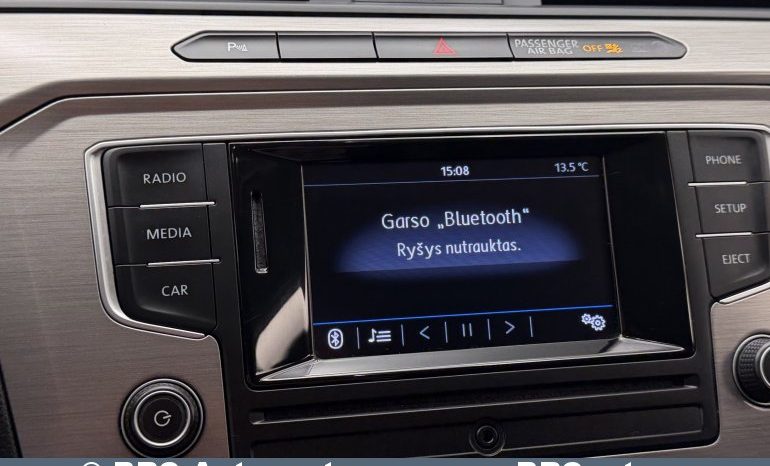 P
PASSENGER
AIR BAG
OFF
RADIO
MEDIA
CAR
15:08
13.5 °C
Garso „Bluetooth“
Ryšys nutrauktas.
PHONE
SETUP
EJECT